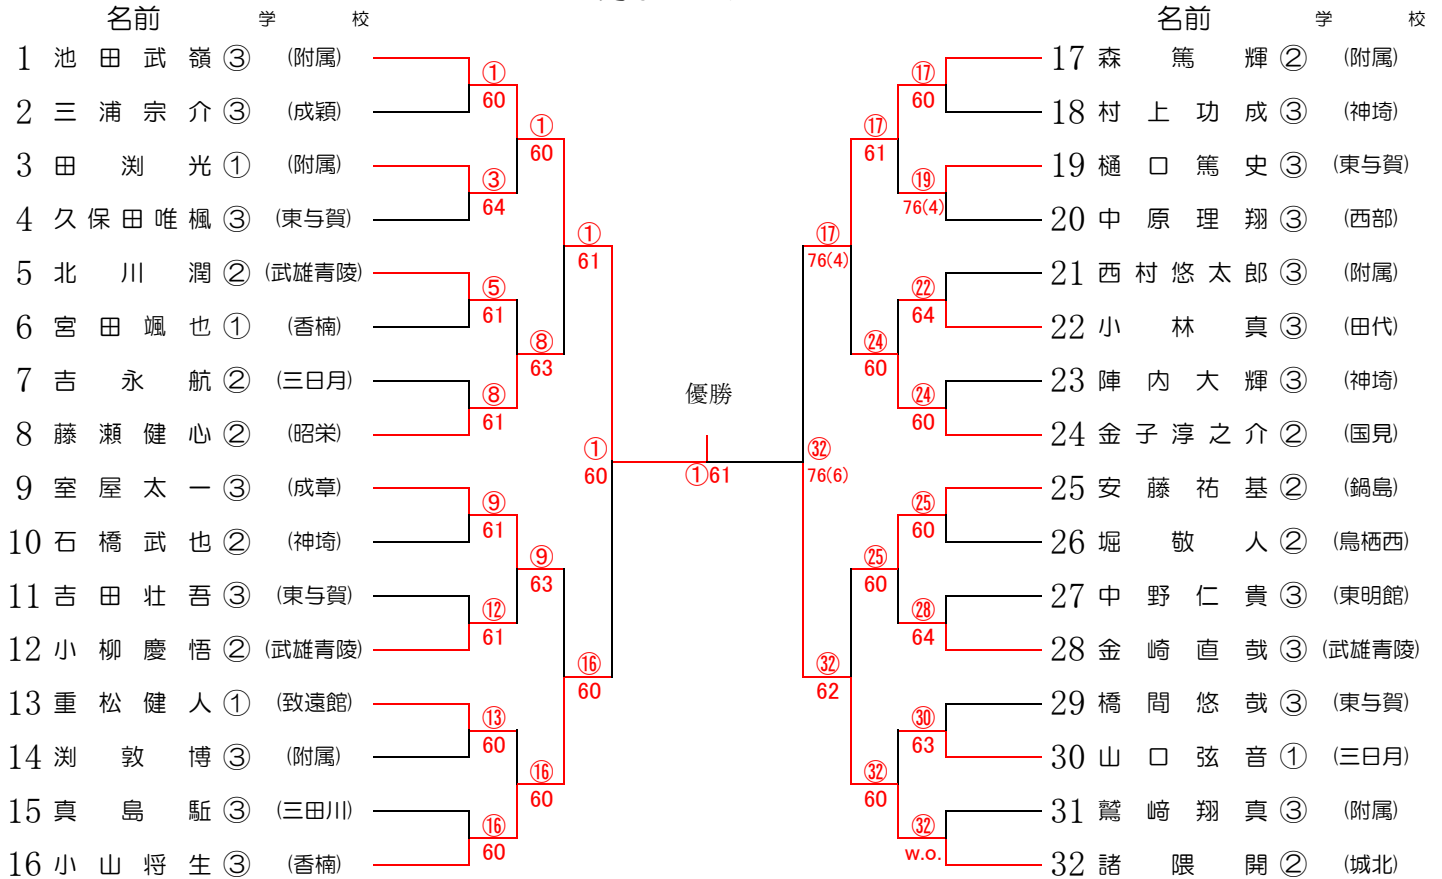 名前 学 校
1 池田武嶺③ (附属)
2 三浦宗介③ (成穎)
3 田渕光① (附属)
4 久保田唯楓③ (東与賀)
5 北川潤② (武雄青陵)
6 宮田颯也① (香楠)
7 吉永航② (三日月)
8 藤瀬健心② (昭栄)
9 室屋太一③ (成章)
10 石橋武也② (神埼)
11 吉田壮吾③ (東与賀)
12 小柳慶悟② (武雄青陵)
13 重松健人① (致遠館)
14 渕敦博③ (附属)
15 真島駈③ (三田川)
16 小山将生③ (香楠)
① 60
③ 64
⑤ 61
⑧ 61
⑨ 61
⑫ 61
⑬ 60
⑯ 60
① 60
⑧ 63
⑨ 63
⑯ 60
① 61
⑯ 60
① 60
優勝
①61
㉜ 76(6)
⑰ 76(4)
㉜ 62
⑰ 61
㉔ 60
㉕ 60
㉜ 60
⑰ 60
⑲ 76(4)
㉒ 64
㉔ 60
㉕ 60
㉘ 64
㉚ 63
㉜ w.o.
名前 学 校
17 森篤輝② (附属)
18 村上功成③ (神埼)
19 樋口篤史③ (東与賀)
20 中原理翔③ (西部)
21 西村悠太郎③ (附属)
22 小林真③ (田代)
23 陣内大輝③ (神埼)
24 金子淳之介② (国見)
25 安藤祐基② (鍋島)
26 堀敬人② (鳥栖西)
27 中野仁貴③ (東明館)
28 金崎直哉③ (武雄青陵)
29 橋間悠哉③ (東与賀)
30 山口弦音① (三日月)
31 鷲﨑翔真③ (附属)
32 諸隈開② (城北)